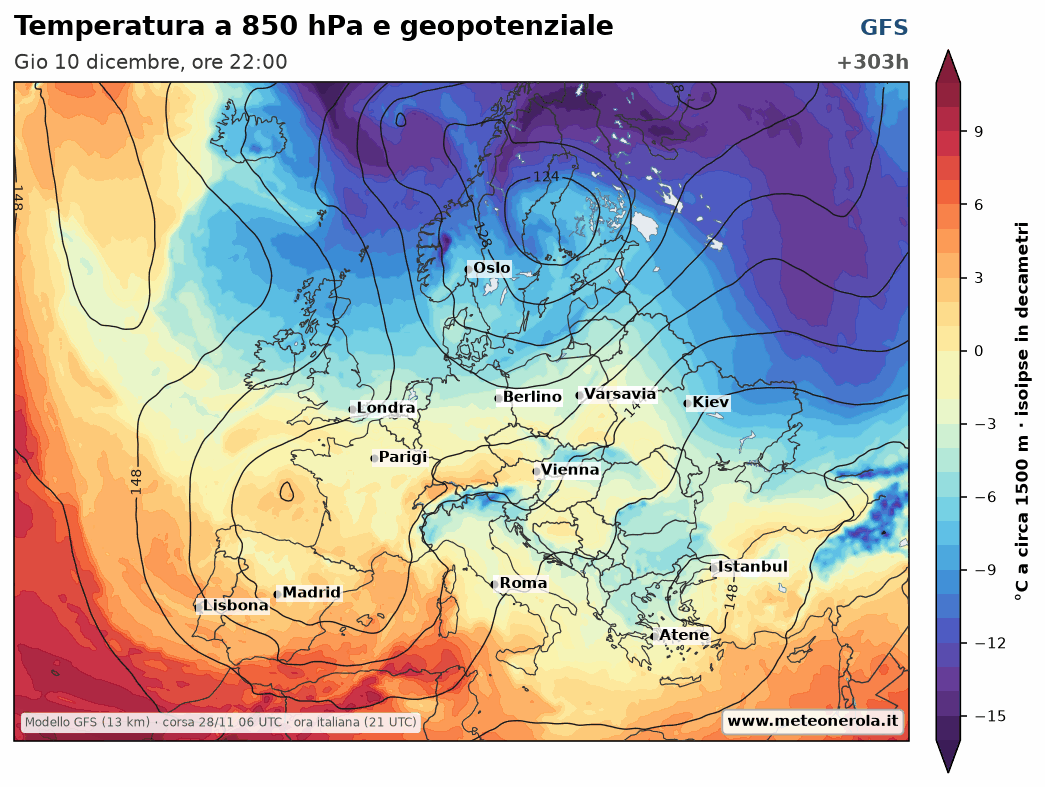 Temperatura a 850 hPa e geopotenziale
GFS
Gio 10 dicembre, ore 22:00
+303h
148
8
124
128
Oslo
Londra
Berlino
Varsavia
Kiev
14
Parigi
Vienna
148
Istanbul
Roma
Madrid
Lisbona
148
Atene
9
6
3
0
−3
−6
−9
−12
−15
°C a circa 1500 m · isoipse in decametri
Modello GFS (13 km) · corsa 28/11 06 UTC · ora italiana (21 UTC)
www.meteonerola.it